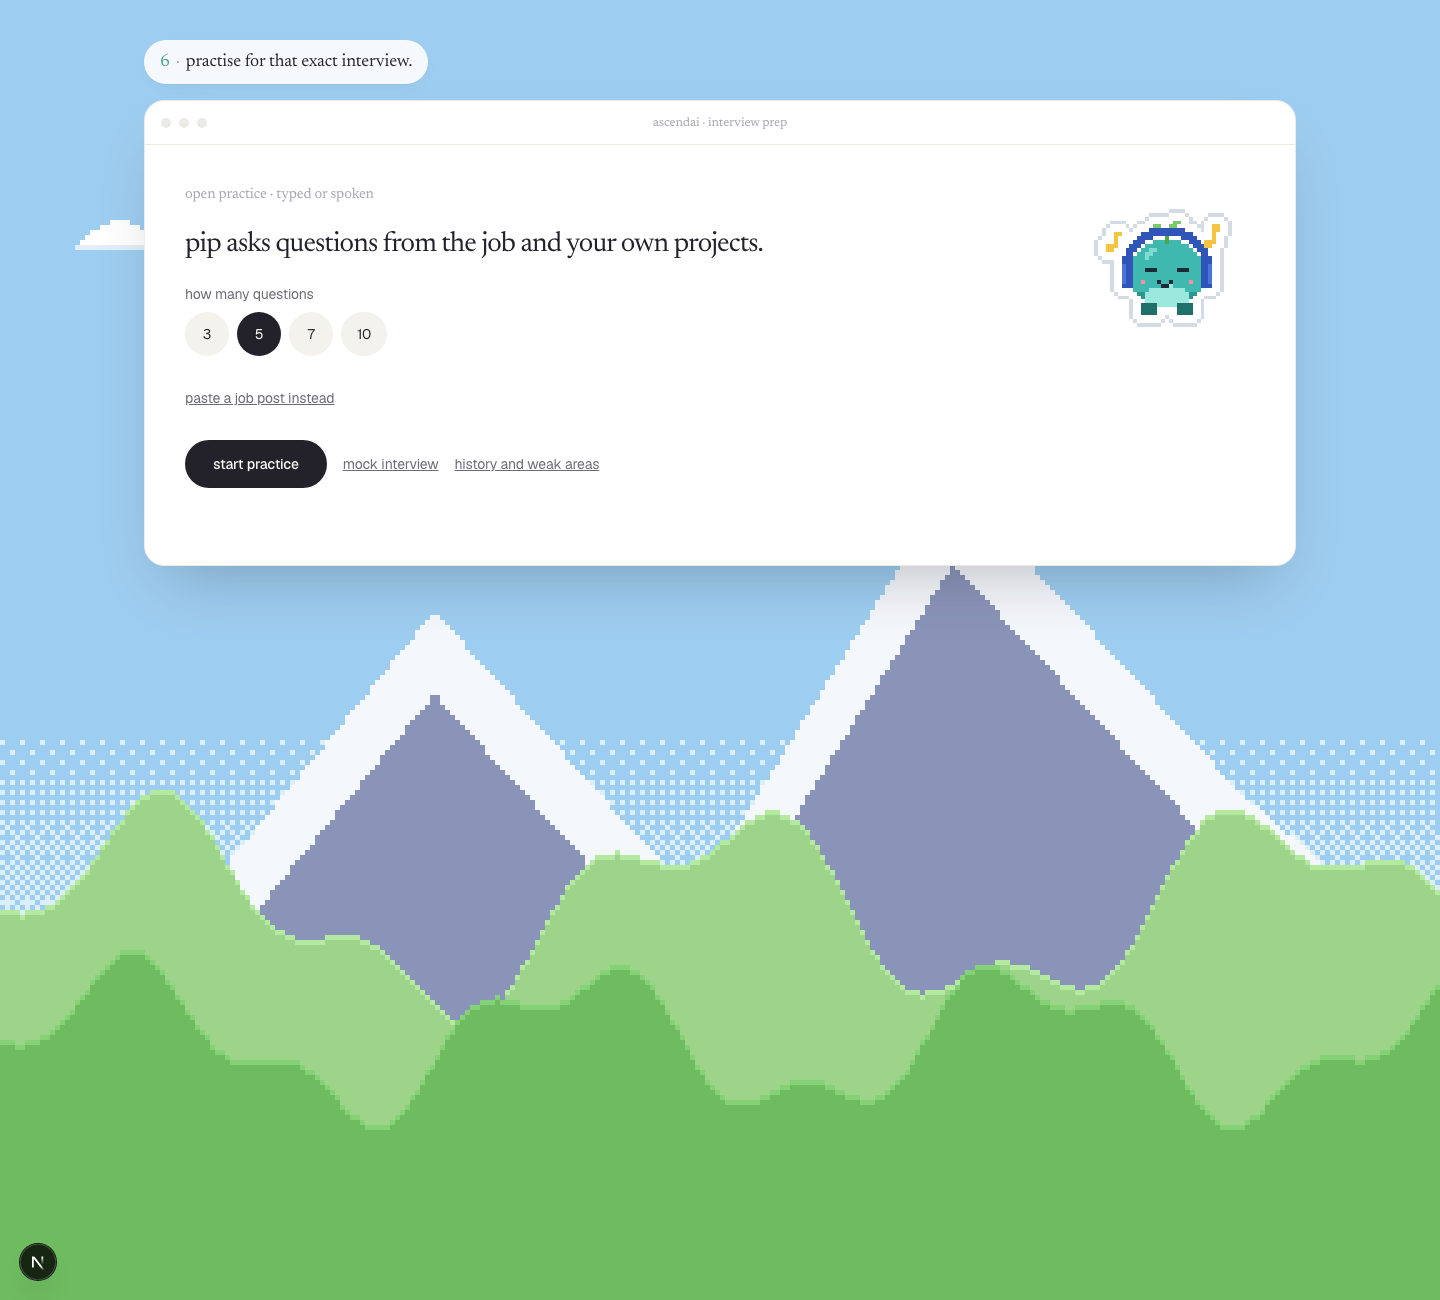 6 · practise for that exact interview.
ascendai · interview prep
open practice · typed or spoken
pip asks questions from the job and your own projects.
how many questions
3 5 7 10
paste a job post instead
start practice mock interview history and weak areas
N